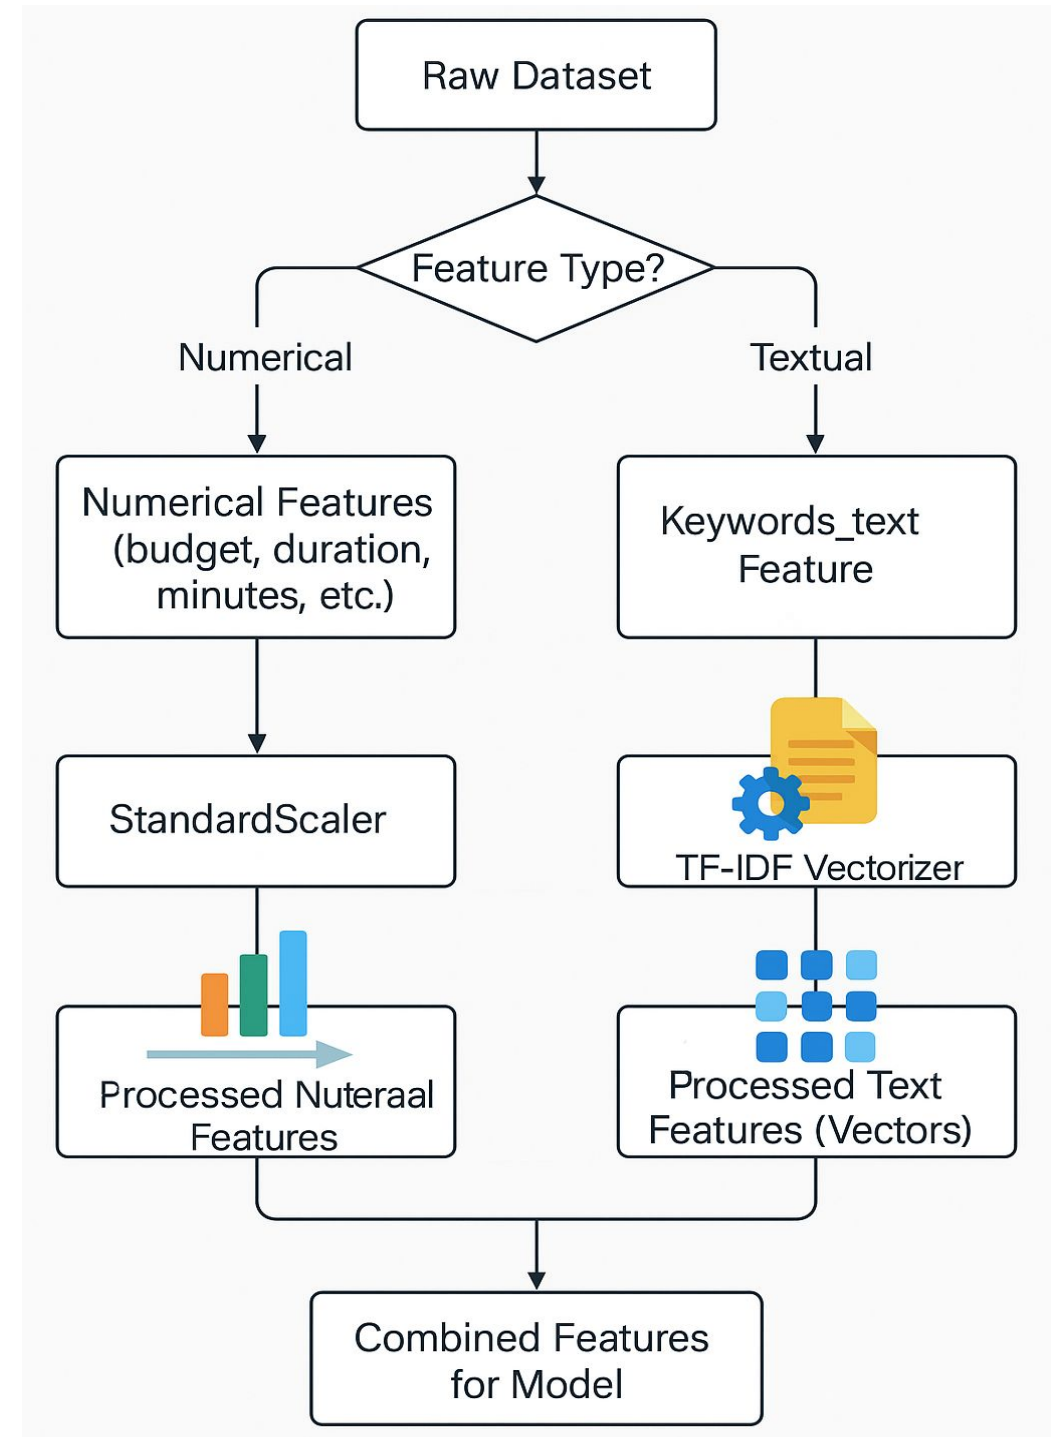 Raw Dataset
Feature Type?
Numerical
Textual
Numerical Features
(budget, duration,
minutes, etc.)
Keywords_text
Feature
StandardScaler
TF-IDF Vectorizer
Processed Nuteraal
Features
Processed Text
Features (Vectors)
Combined Features
for Model